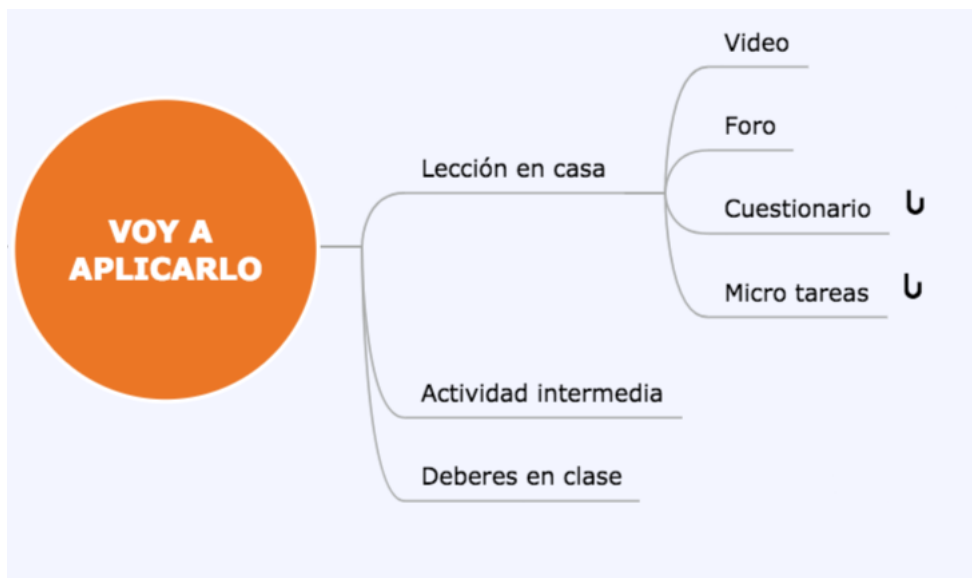 VOY A
APLICARLO
Lección en casa
Video
Foro
Cuestionario
Micro tareas
Actividad intermedia
Deberes en clase